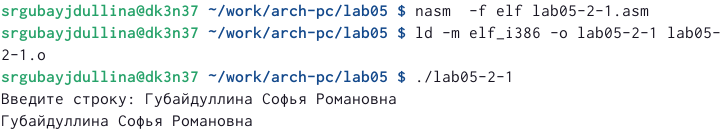 srgubayjdullina@dk3n37 ~/work/arch-pc/lab05 $ nasm  -f elf lab05-2-1.asm
srgubayjdullina@dk3n37 ~/work/arch-pc/lab05 $ ld -m elf_i386 -o lab05-2-1 lab05-
2-1.o
srgubayjdullina@dk3n37 ~/work/arch-pc/lab05 $ ./lab05-2-1
Введите строку: Губайдуллина Софья Романовна
Губайдуллина Софья Романовна